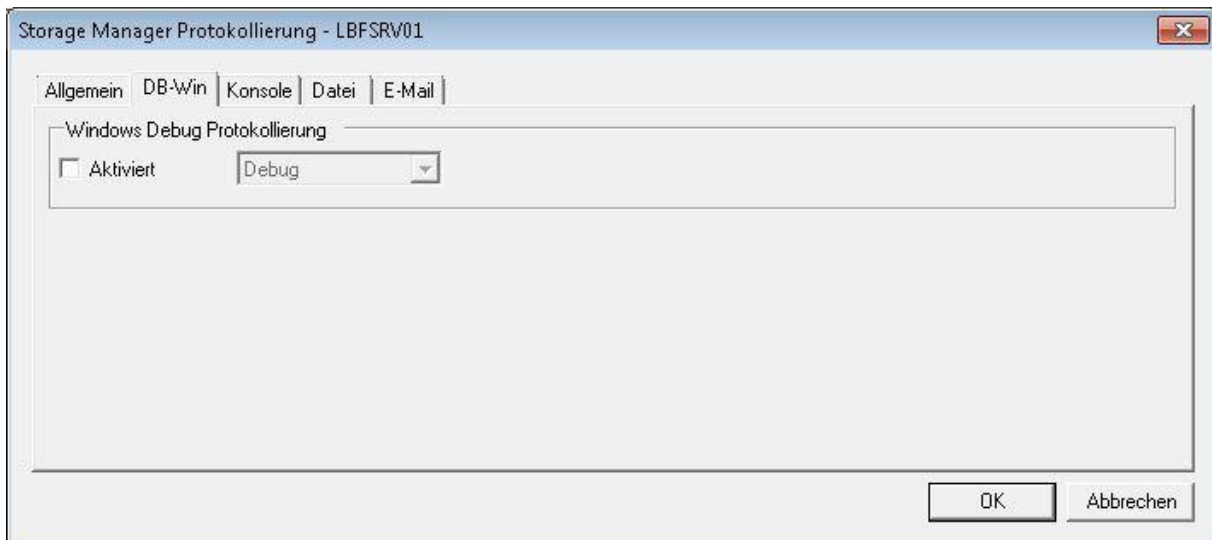 Storage Manager Protokollierung - LBFSRV01
Allgemein DB-Win Konsole Datei E-Mail
Windows Debug Protokollierung
Aktiviert Debug
OK Abbrechen